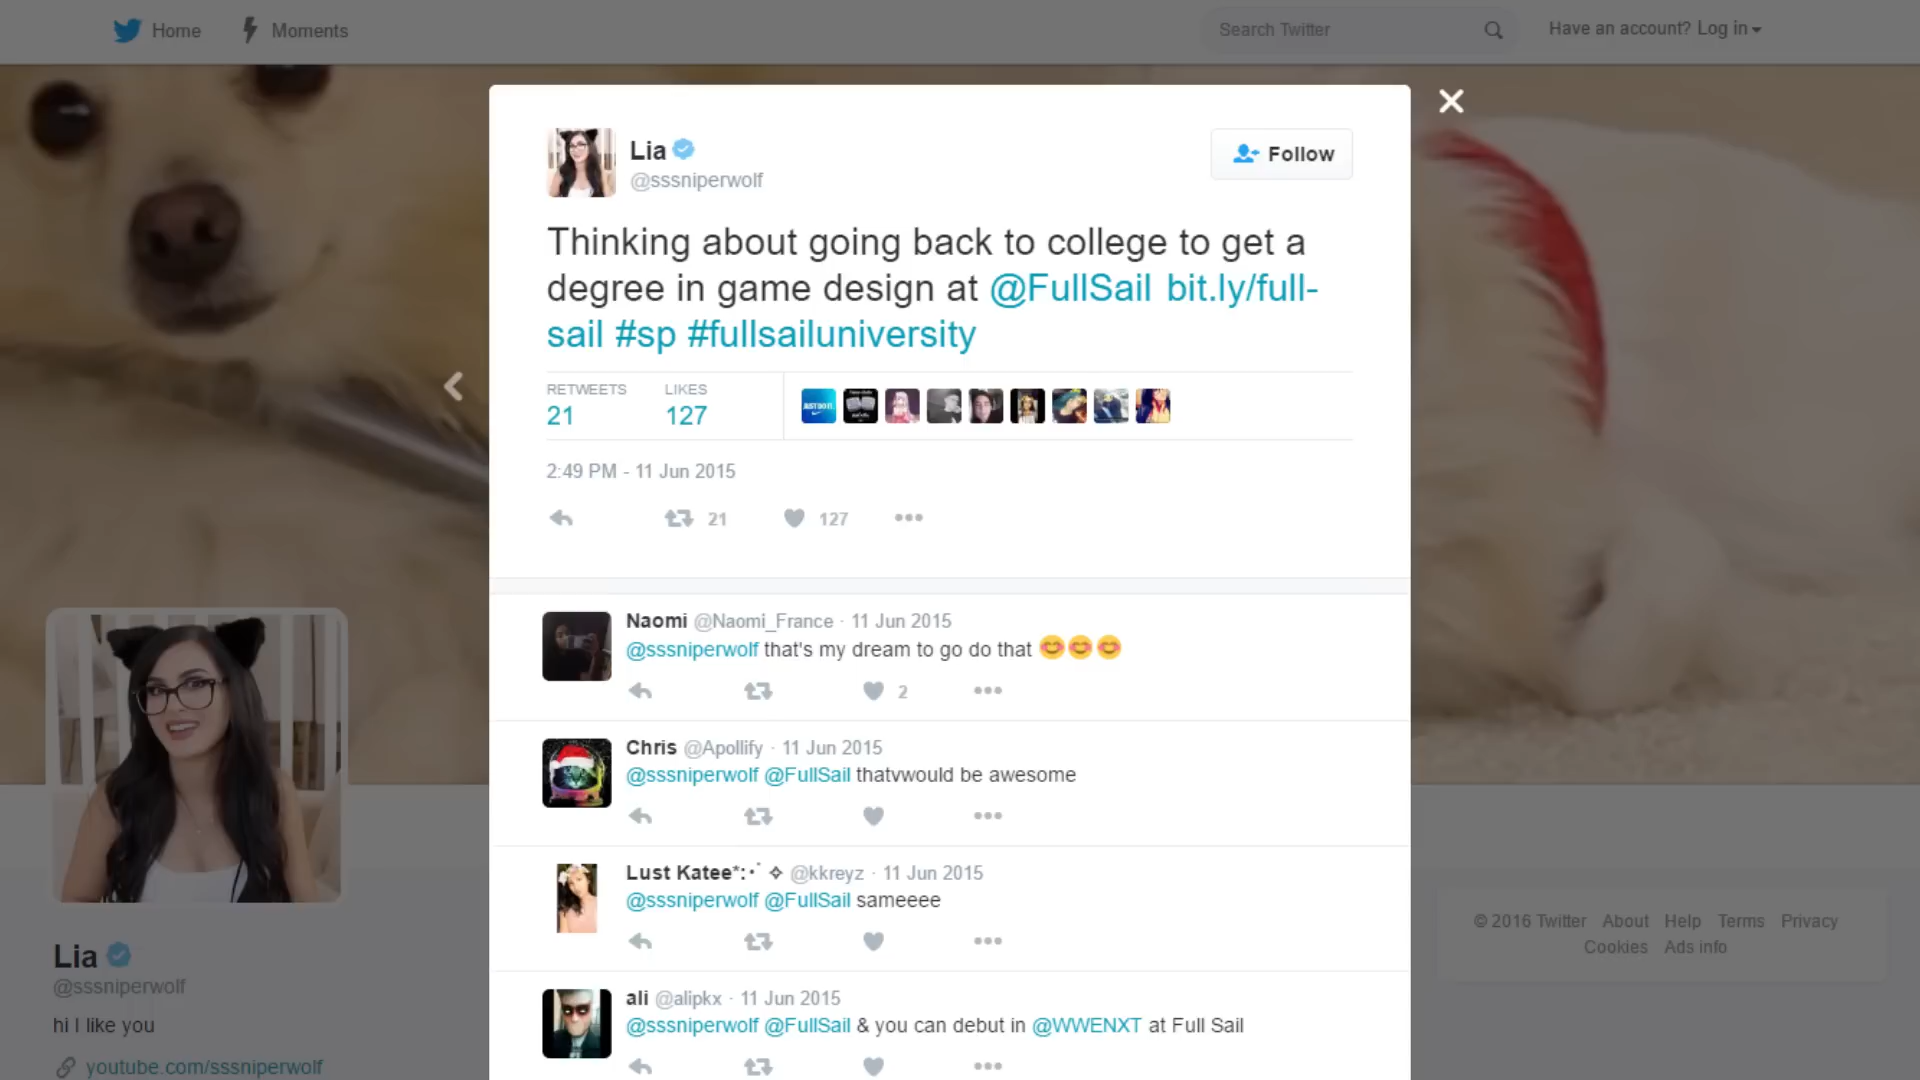 Home Moments Search Twitter Have an account? Log in
Lia
@sssniperwolf
Follow
Thinking about going back to college to get a
degree in game design at @FullSail bit.ly/full-
sail #sp #fullsailuniversity
RETWEETS LIKES
21 127
JUST DO IT.
2:49 PM - 11 Jun 2015
21 127
Naomi @Naomi_France · 11 Jun 2015
@sssniperwolf that's my dream to go do that 😊😊😊
2
Chris @Apollify · 11 Jun 2015
@sssniperwolf @FullSail thatvwould be awesome
Lust Katee*:･ﾟ✧ @kkreyz · 11 Jun 2015
@sssniperwolf @FullSail sameeee
ali @alipkx · 11 Jun 2015
@sssniperwolf @FullSail & you can debut in @WWENXT at Full Sail
Lia
@sssniperwolf
hi I like you
youtube.com/sssniperwolf
© 2016 Twitter About Help Terms Privacy
Cookies Ads info